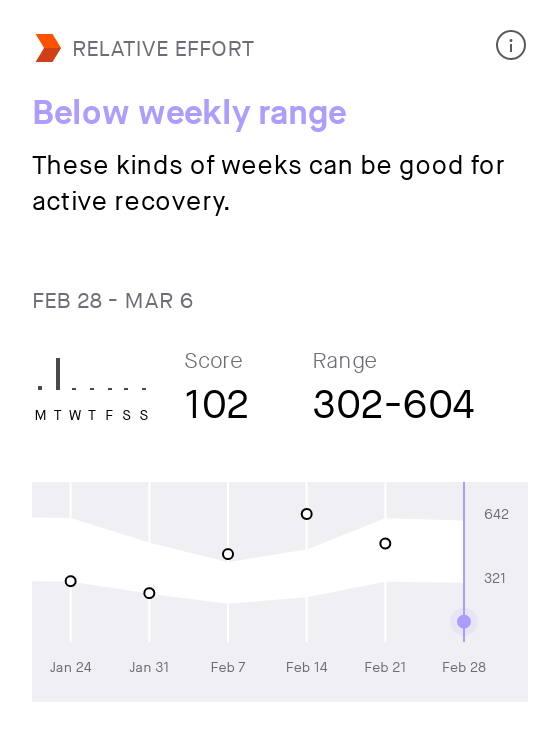 RELATIVE EFFORT
Below weekly range
These kinds of weeks can be good for
active recovery.
FEB 28 - MAR 6
Score
Range
102
302-604
M T W T F S S
642
321
Jan 24
Jan 31
Feb 7
Feb 14
Feb 21
Feb 28